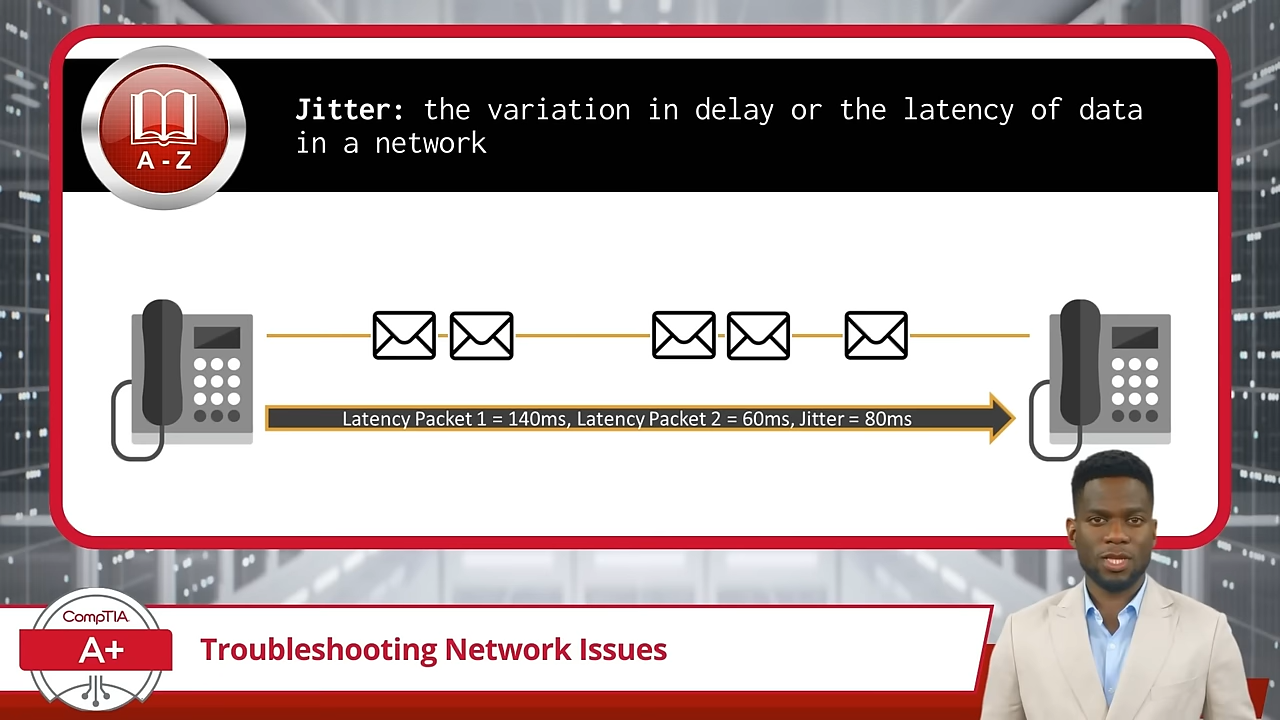 Jitter: the variation in delay or the latency of data
in a network
A - Z
Latency Packet 1 = 140ms, Latency Packet 2 = 60ms, Jitter = 80ms
CompTIA
A+
Troubleshooting Network Issues